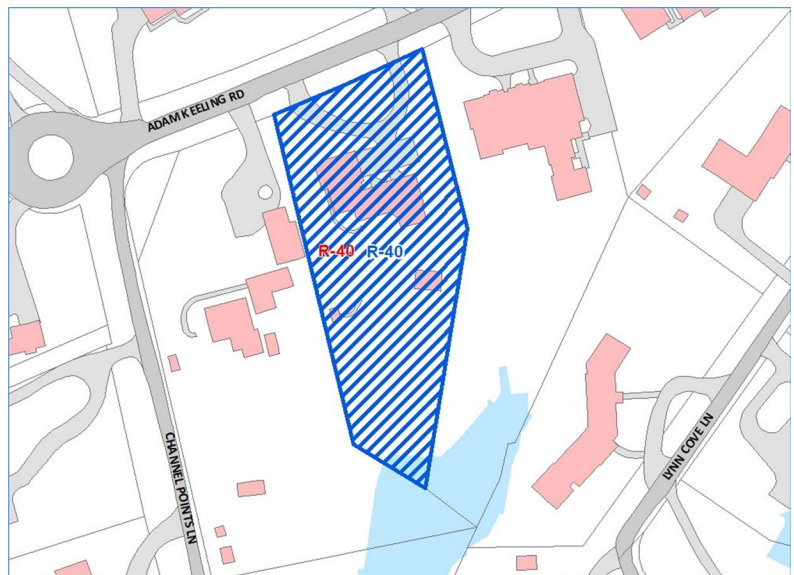 ADAM KEELING RD
R-40 R-40
CHANNEL POINTS LN
LYNN COVE LN